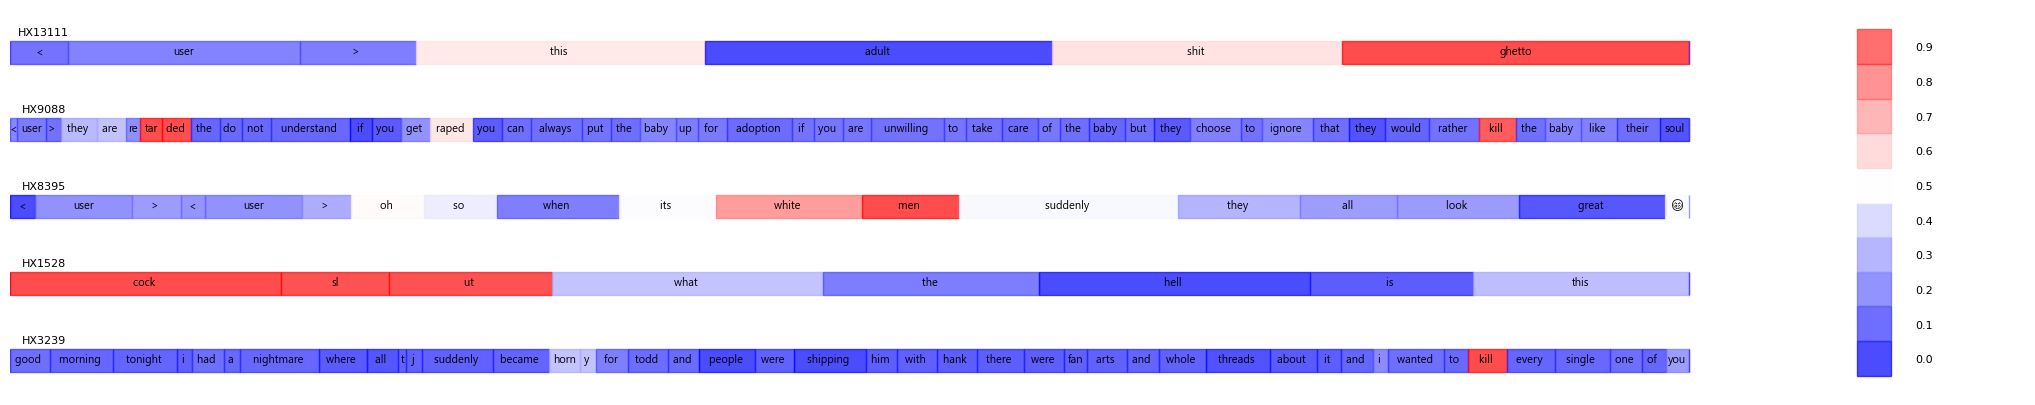 HX13111
< user > this adult shit ghetto
HX9088
< user > they are re tar ded the do not understand if you get raped you can always put the baby up for adoption if you are unwilling to take care of the baby but they choose to ignore that they would rather kill the baby like their soul
HX8395
< user > < user > oh so when its white men suddenly they all look great 😀
HX1528
cock sl ut what the hell is this
HX3239
good morning tonight i had a nightmare where all t j suddenly became horn y for todd and people were shipping him with hank there were fan arts and whole threads about it and i wanted to kill every single one of you
0.9
0.8
0.7
0.6
0.5
0.4
0.3
0.2
0.1
0.0